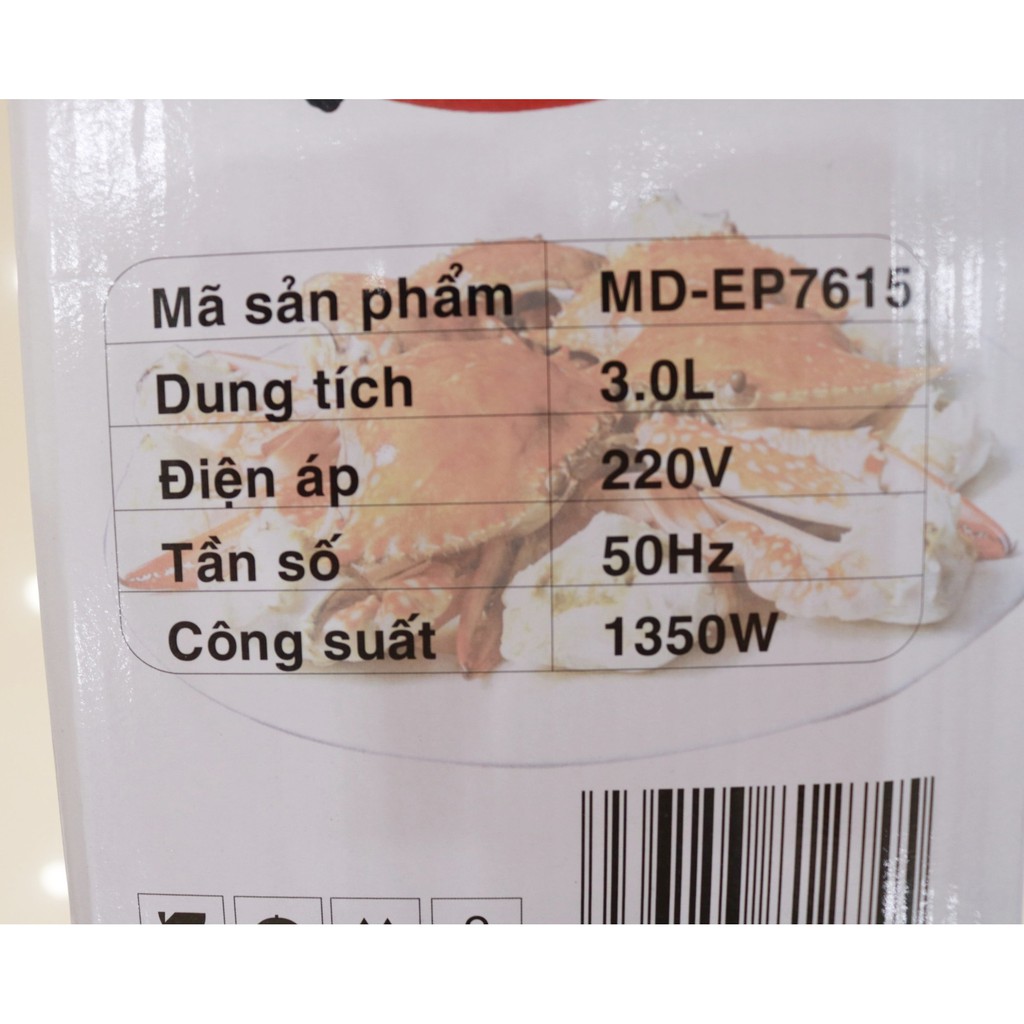 Mã sản phẩm MD-EP7615
Dung tích 3.0L
Điện áp 220V
Tần số 50Hz
Công suất 1350W